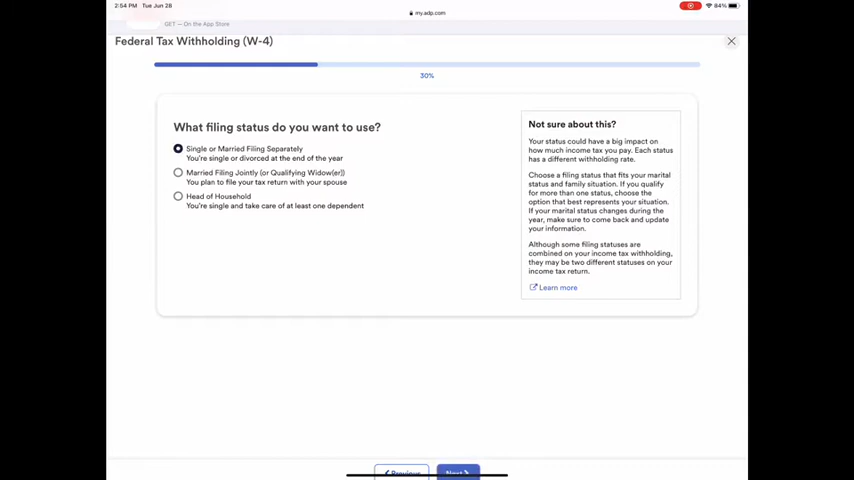 2:54 PM Tue Jun 28
84%
my.adp.com
GET — On the App Store
Federal Tax Withholding (W-4)
30%
What filing status do you want to use?
Single or Married Filing Separately
You're single or divorced at the end of the year
Married Filing Jointly (or Qualifying Widow(er))
You plan to file your tax return with your spouse
Head of Household
You're single and take care of at least one dependent
Not sure about this?
Your status could have a big impact on
how much income tax you pay. Each status
has a different withholding rate.
Choose a filing status that fits your marital
status and family situation. If you qualify
for more than one status, choose the
option that best represents your situation.
If your marital status changes during the
year, make sure to come back and update
your information.
Although some filing statuses are
combined on your income tax withholding,
they may be two different statuses on your
income tax return.
Learn more
Previous
Next